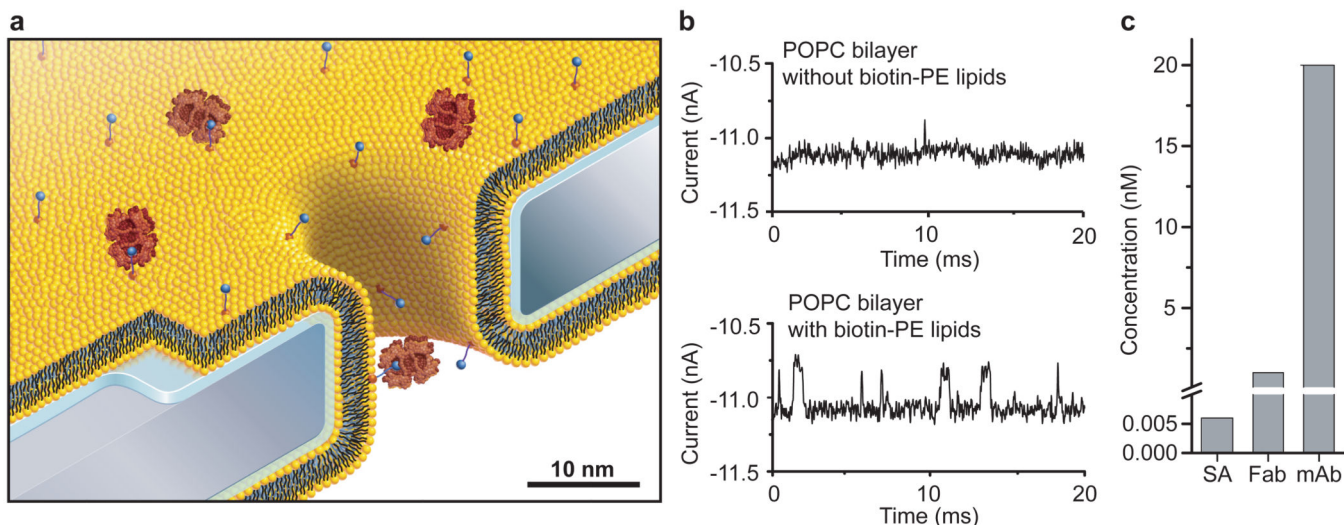 a
10 nm
b
POPC bilayer
without biotin-PE lipids
Current (nA)
-10.5
-11.0
-11.5
0
10
20
Time (ms)
POPC bilayer
with biotin-PE lipids
Current (nA)
-10.5
-11.0
-11.5
0
10
20
Time (ms)
c
Concentration (nM)
20
15
10
5
0.005
0.000
SA
Fab
mAb